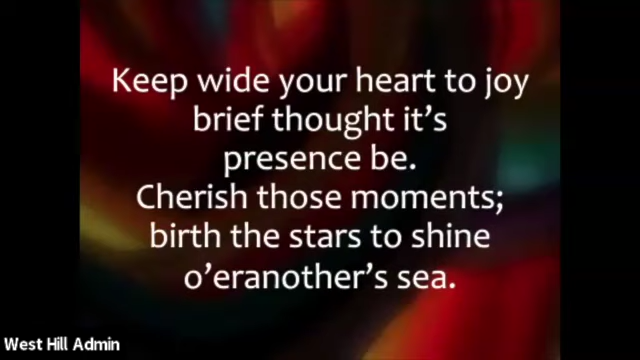 Keep wide your heart to joy
brief thought it’s
presence be.
Cherish those moments;
birth the stars to shine
o’eranother’s sea.
West Hill Admin